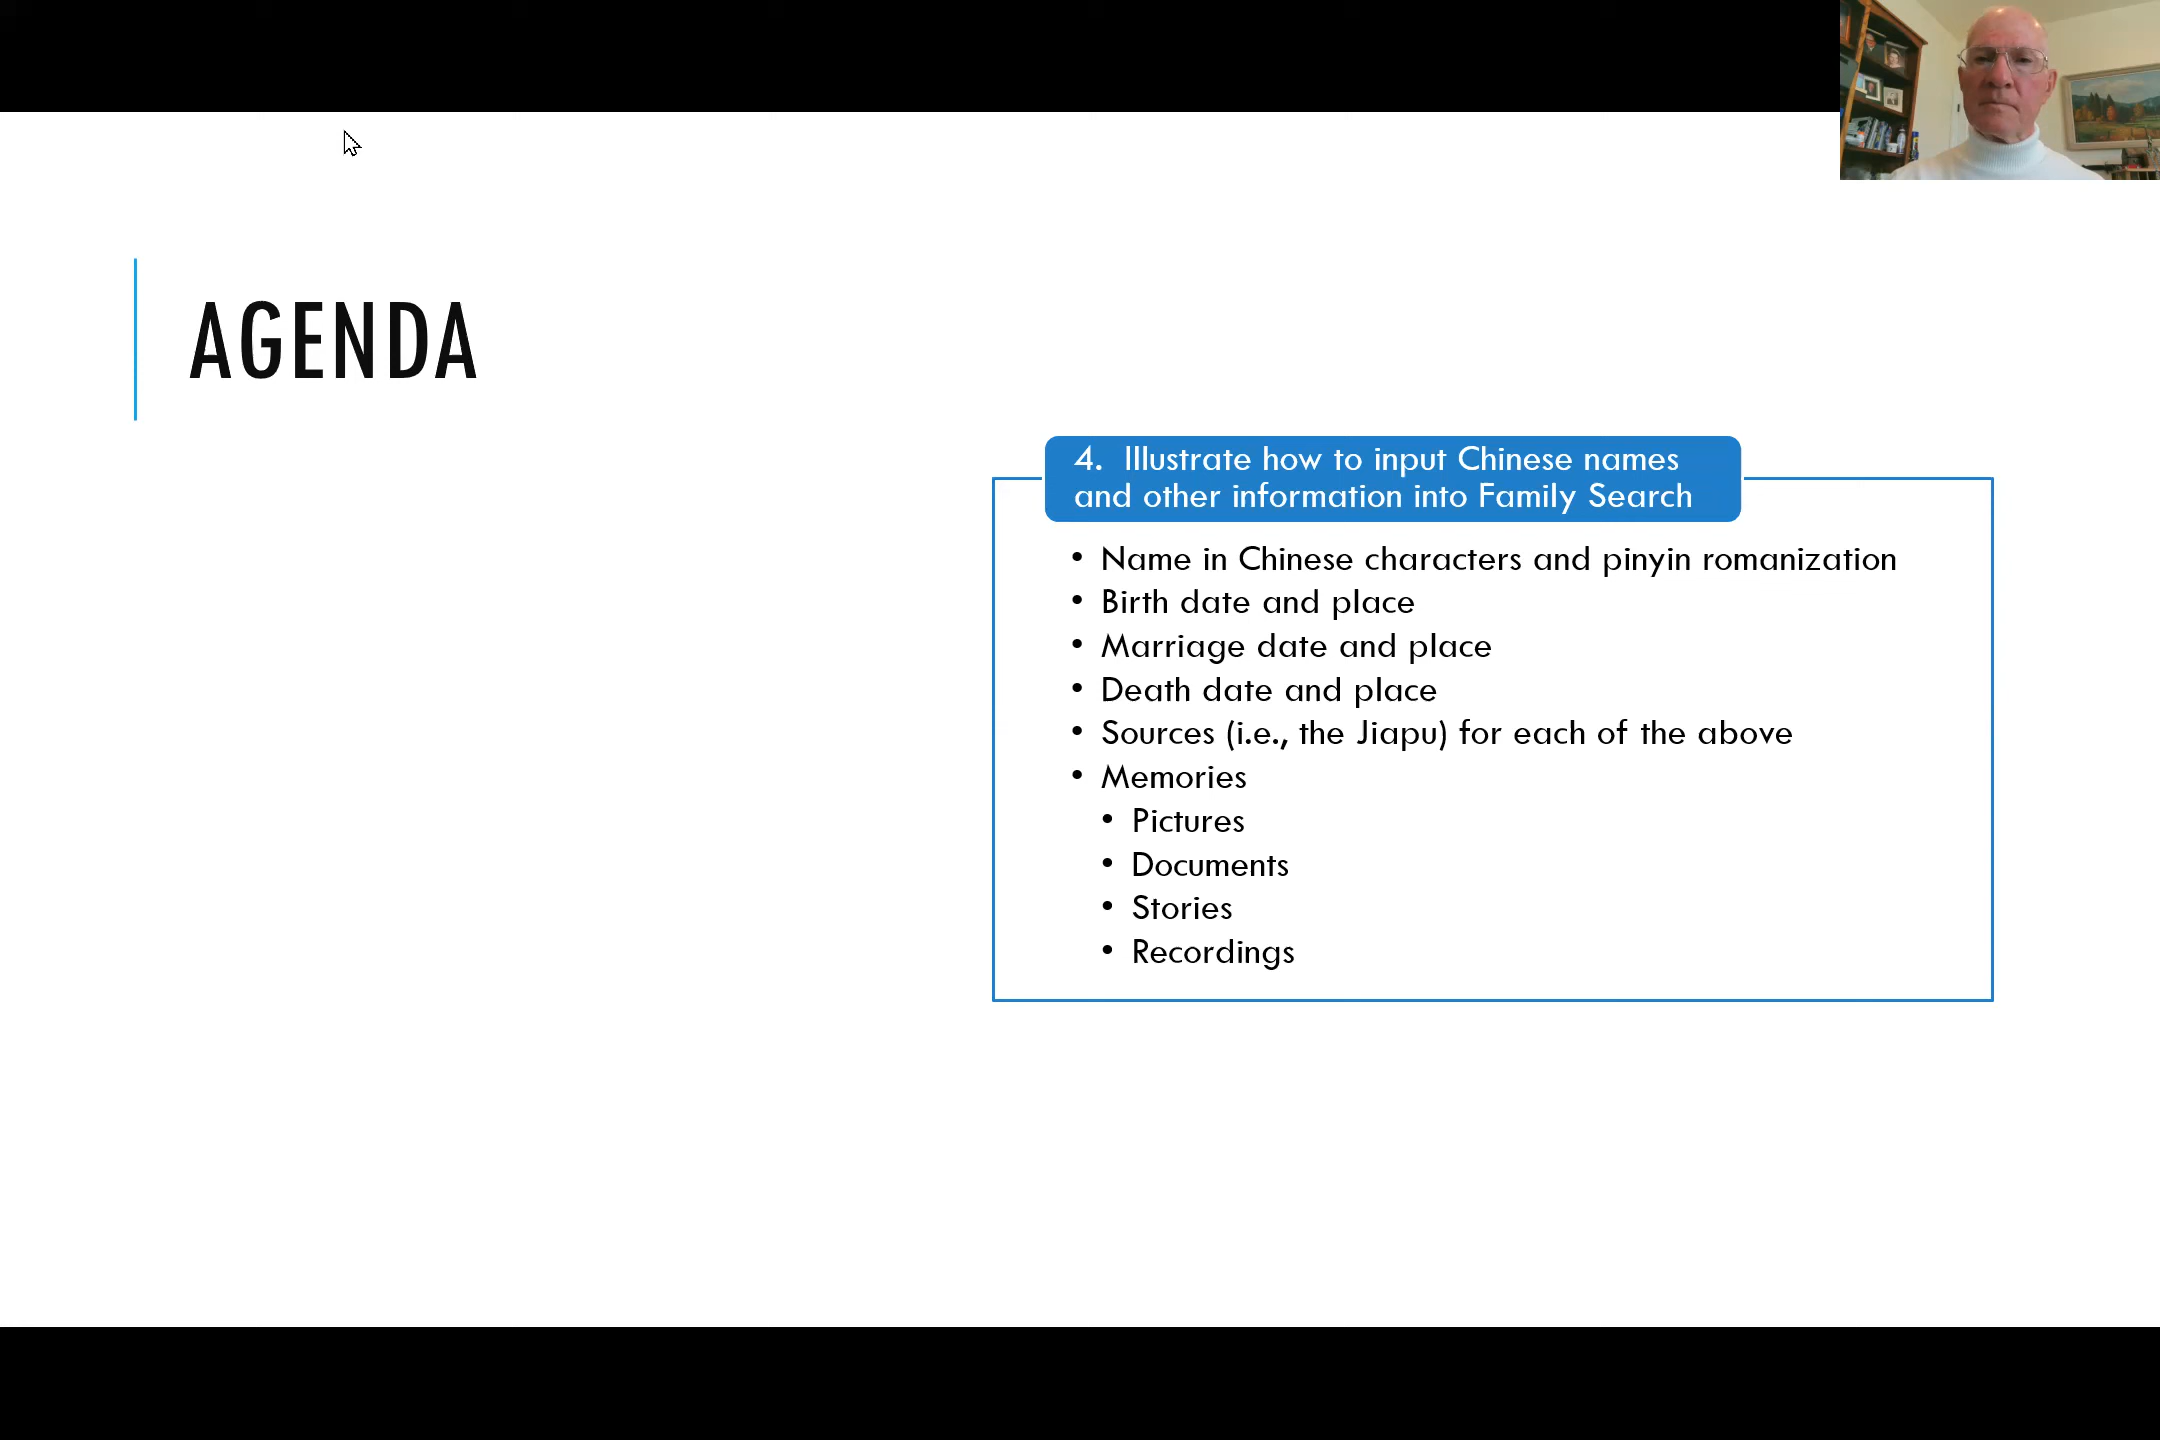 AGENDA
4. Illustrate how to input Chinese names
and other information into Family Search
• Name in Chinese characters and pinyin romanization
• Birth date and place
• Marriage date and place
• Death date and place
• Sources (i.e., the Jiapu) for each of the above
• Memories
• Pictures
• Documents
• Stories
• Recordings